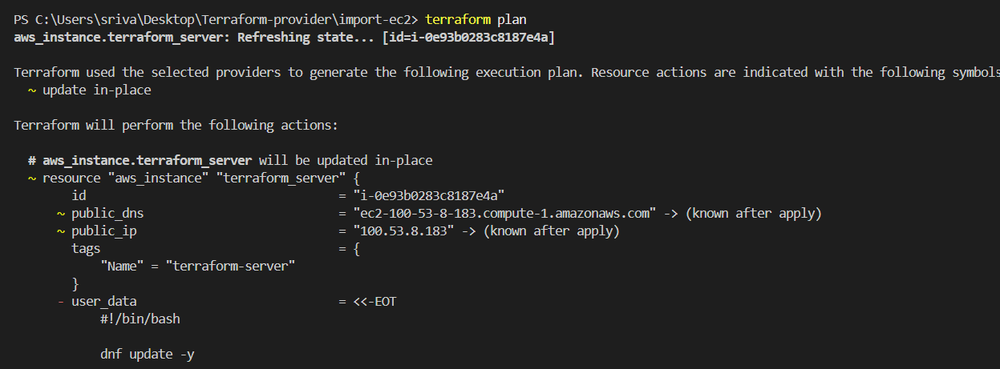 PS C:\Users\sriva\Desktop\Terraform-provider\import-ec2> terraform plan
aws_instance.terraform_server: Refreshing state... [id=i-0e93b0283c8187e4a]
Terraform used the selected providers to generate the following execution plan. Resource actions are indicated with the following symbols
~ update in-place
Terraform will perform the following actions:
# aws_instance.terraform_server will be updated in-place
~ resource "aws_instance" "terraform_server" {
id = "i-0e93b0283c8187e4a"
~ public_dns = "ec2-100-53-8-183.compute-1.amazonaws.com" -> (known after apply)
~ public_ip = "100.53.8.183" -> (known after apply)
tags = {
"Name" = "terraform-server"
}
- user_data = <<-EOT
#!/bin/bash
dnf update -y